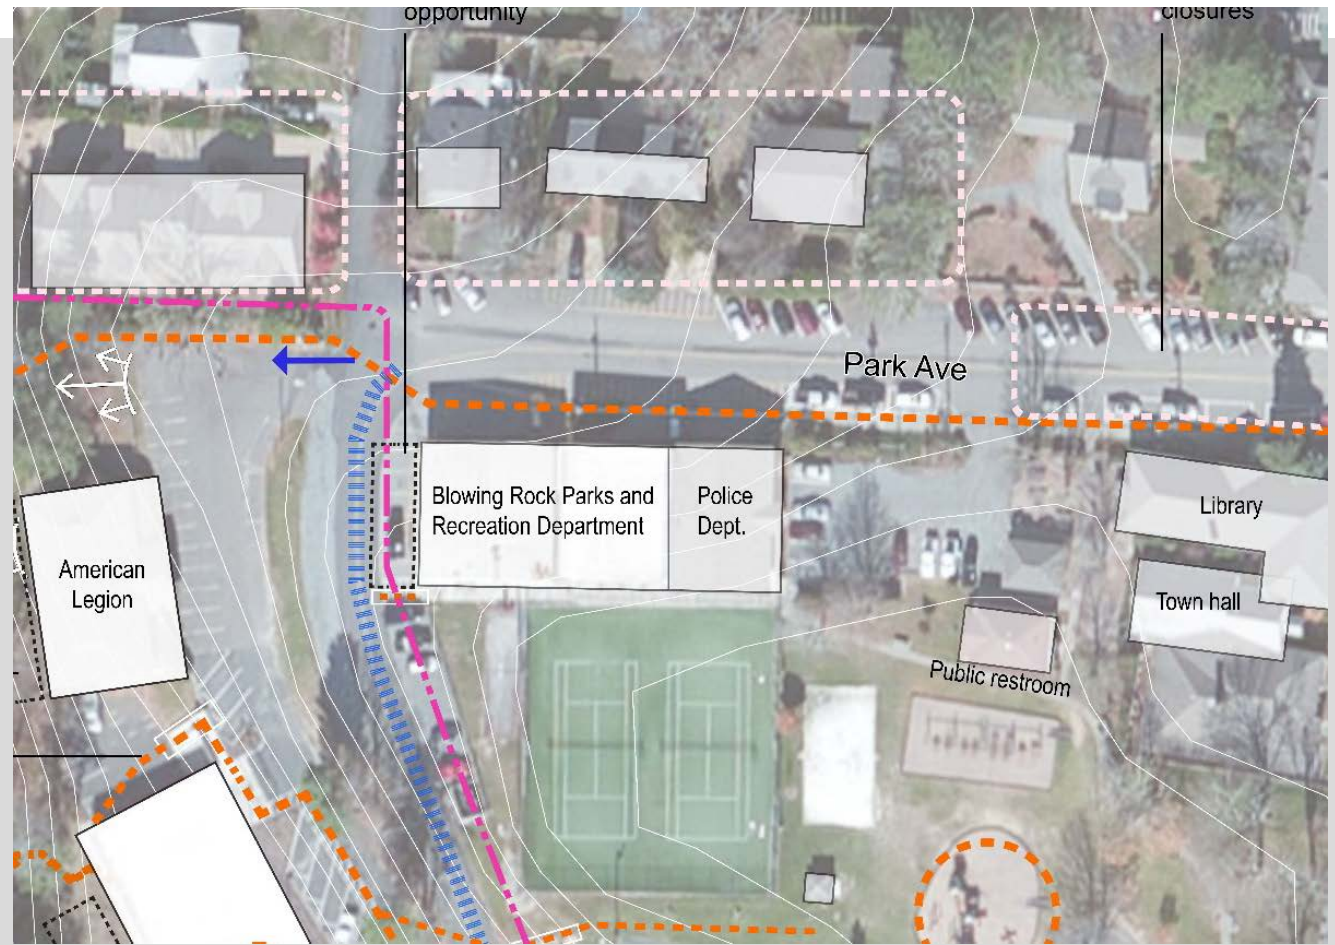 opportunity
closures
Park Ave
Blowing Rock Parks and
Recreation Department
Police
Dept.
Library
American
Legion
Town hall
Public restroom